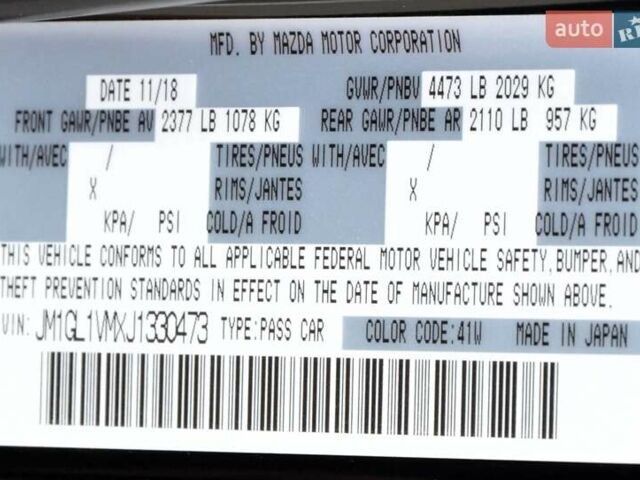 auto RIA
MFD. BY MAZDA MOTOR CORPORATION
DATE 11/18 GVWR/PNBV 4473 LB 2029 KG
FRONT GAWR/PNBE AV 2377 LB 1078 KG REAR GAWR/PNBE AR 2110 LB 957 KG
WITH/AVEC / TIRES/PNEUS WITH/AVEC / TIRES/PNEUS
X RIMS/JANTES X RIMS/JANTES
KPA/ PSI COLD/A FROID KPA/ PSI COLD/A FROID
THIS VEHICLE CONFORMS TO ALL APPLICABLE FEDERAL MOTOR VEHICLE SAFETY, BUMPER, AND
THEFT PREVENTION STANDARDS IN EFFECT ON THE DATE OF MANUFACTURE SHOWN ABOVE.
VIN: JM1GL1VMXJ1330473 TYPE:PASS CAR COLOR CODE:41W MADE IN JAPAN